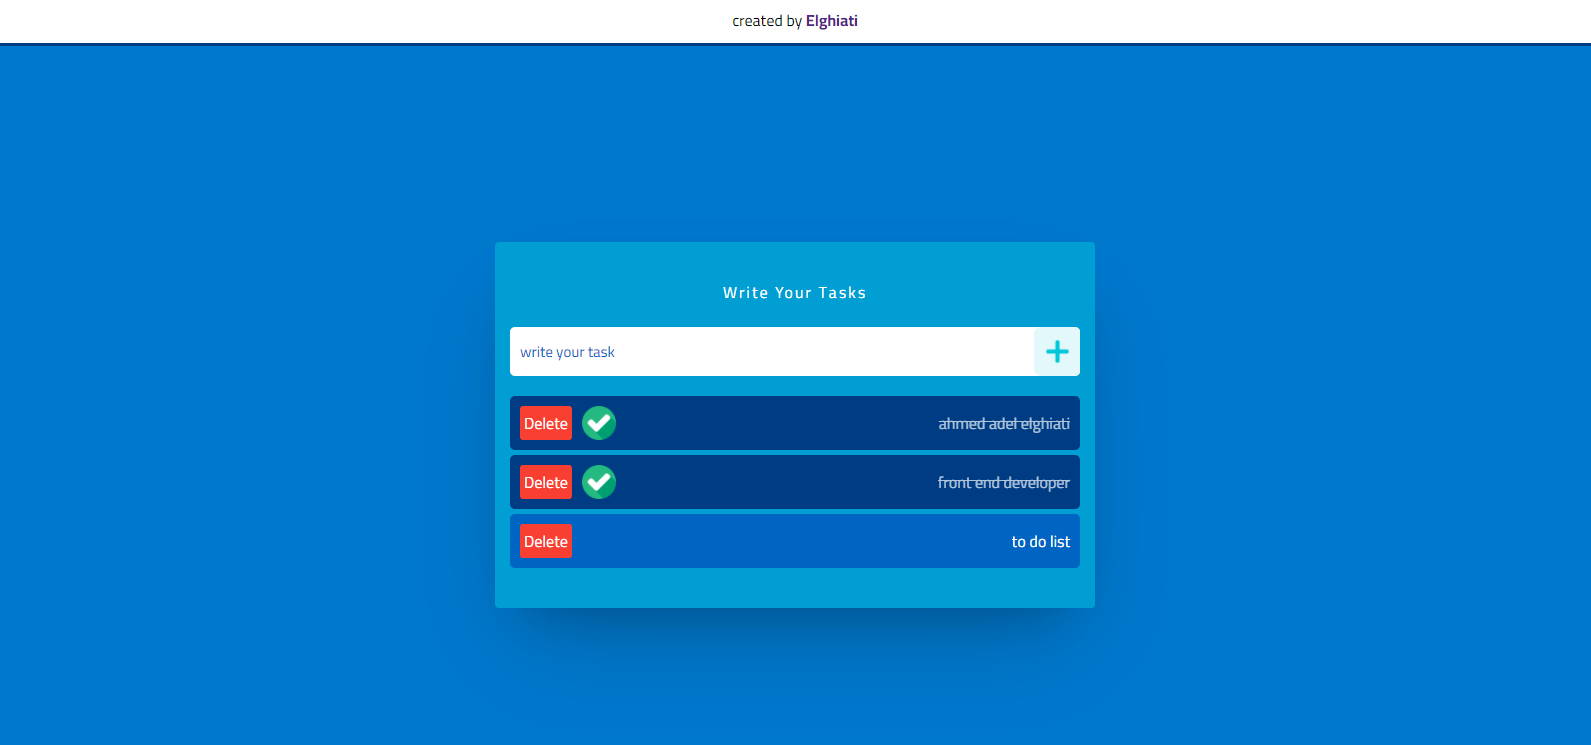 created by Elghiati
Write Your Tasks
write your task
Delete ahmed adel elghiati
Delete front end developer
Delete to do list